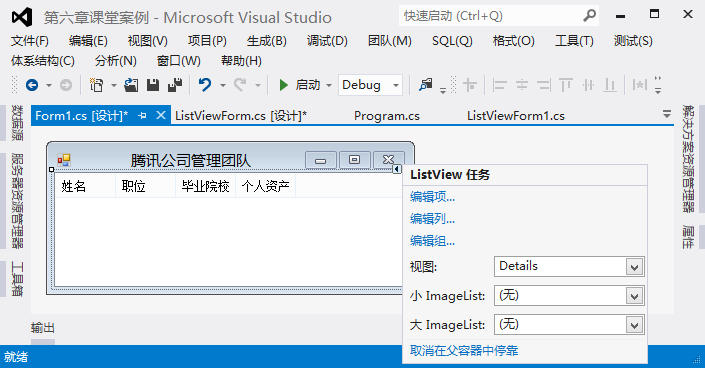 第六章课堂案例 - Microsoft Visual Studio
快速启动 (Ctrl+Q)
文件(F) 编辑(E) 视图(V) 项目(P) 生成(B) 调试(D) 团队(M) SQL(Q) 格式(O) 工具(T) 测试(S)
体系结构(C) 分析(N) 窗口(W) 帮助(H)
启动 Debug
Form1.cs [设计]* ListViewForm.cs [设计]* Program.cs ListViewForm1.cs
数据源
服务器资源管理器
工具箱
腾讯公司管理团队
姓名 职位 毕业院校 个人资产
ListView 任务
编辑项...
编辑列...
编辑组...
视图: Details
小 ImageList: (无)
大 ImageList: (无)
取消在父容器中停靠
解决方案资源管理器
属性
输出
就绪